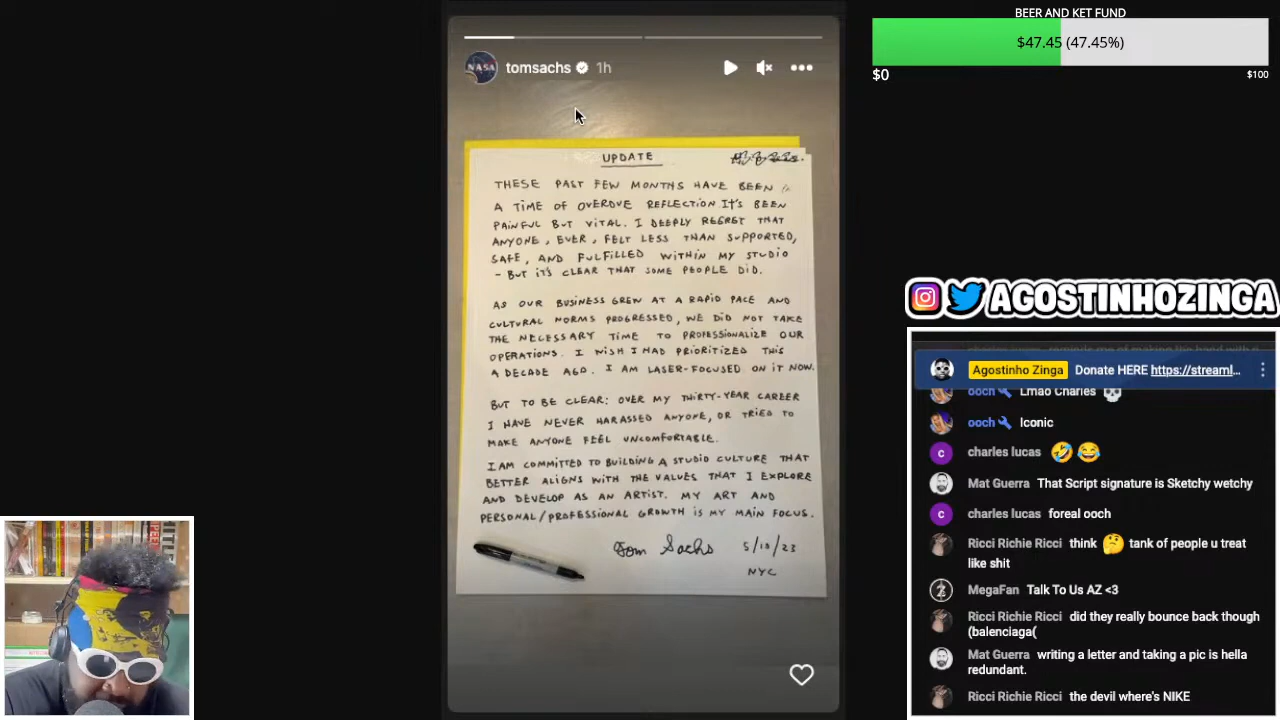 BEER AND KET FUND
$47.45 (47.45%)
$0
$100
NASA
tomsachs
1h
UPDATE
THESE PAST FEW MONTHS HAVE BEEN
A TIME OF OVERDUE REFLECTION IT'S BEEN
PAINFUL BUT VITAL. I DEEPLY REGRET THAT
ANYONE, EVER, FELT LESS THAN SUPPORTED,
SAFE, AND FULFILLED WITHIN MY STUDIO
- BUT IT'S CLEAR THAT SOME PEOPLE DID.
AS OUR BUSINESS GREW AT A RAPID PACE AND
CULTURAL NORMS PROGRESSED, WE DID NOT TAKE
THE NECESSARY TIME TO PROFESSIONALIZE OUR
OPERATIONS. I WISH I HAD PRIORITIZED THIS
A DECADE AGO. I AM LASER-FOCUSED ON IT NOW.
BUT TO BE CLEAR: OVER MY THIRTY-YEAR CAREER
I HAVE NEVER HARASSED ANYONE, OR TRIED TO
MAKE ANYONE FEEL UNCOMFORTABLE.
I AM COMMITTED TO BUILDING A STUDIO CULTURE THAT
BETTER ALIGNS WITH THE VALUES THAT I EXPLORE
AND DEVELOP AS AN ARTIST. MY ART AND
PERSONAL/PROFESSIONAL GROWTH IS MY MAIN FOCUS.
Tom Sachs 5/10/23
NYC
AGOSTINHOZINGA
Agostinho Zinga Donate HERE https://streaml...
ooch Lmao Charles
ooch Iconic
charles lucas
Mat Guerra That Script signature is Sketchy wetchy
charles lucas foreal ooch
Ricci Richie Ricci think tank of people u treat
like shit
MegaFan Talk To Us AZ <3
Ricci Richie Ricci did they really bounce back though
(balenciaga(
Mat Guerra writing a letter and taking a pic is hella
redundant.
Ricci Richie Ricci the devil where's NIKE